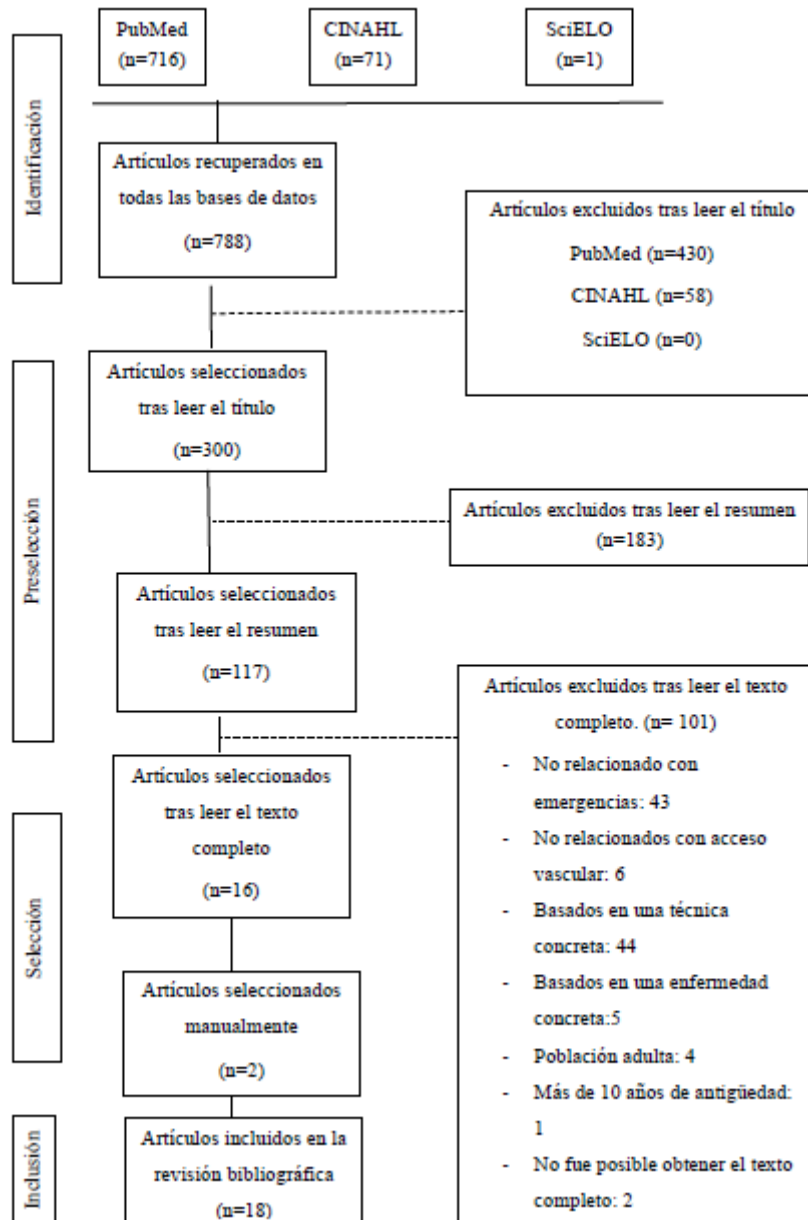 PubMed
(n=716)
CINAHL
(n=71)
SciELO
(n=1)
Identificación
Artículos recuperados en
todas las bases de datos
(n=788)
Artículos excluidos tras leer el título
PubMed (n=430)
CINAHL (n=58)
SciELO (n=0)
Preselección
Artículos seleccionados
tras leer el título
(n=300)
Artículos excluidos tras leer el resumen
(n=183)
Artículos seleccionados
tras leer el resumen
(n=117)
Artículos excluidos tras leer el texto
completo. (n= 101)
- No relacionado con
emergencias: 43
- No relacionados con acceso
vascular: 6
- Basados en una técnica
concreta: 44
- Basados en una enfermedad
concreta:5
- Población adulta: 4
- Más de 10 años de antigüedad:
1
- No fue posible obtener el texto
completo: 2
Selección
Artículos seleccionados
tras leer el texto
completo
(n=16)
Artículos seleccionados
manualmente
(n=2)
Inclusión
Artículos incluidos en la
revisión bibliográfica
(n=18)